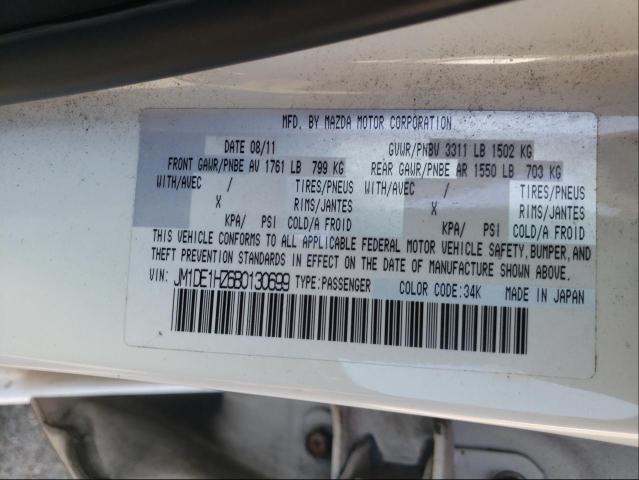 MFD. BY MAZDA MOTOR CORPORATION
DATE 08/11 GVWR/PNBV 3311 LB 1502 KG
FRONT GAWR/PNBE AV 1761 LB 799 KG REAR GAWR/PNBE AR 1550 LB 703 KG
WITH/AVEC / TIRES/PNEUS WITH/AVEC / TIRES/PNEUS
X RIMS/JANTES X RIMS/JANTES
KPA/ PSI COLD/A FROID KPA/ PSI COLD/A FROID
THIS VEHICLE CONFORMS TO ALL APPLICABLE FEDERAL MOTOR VEHICLE SAFETY,BUMPER,AND
THEFT PREVENTION STANDARDS IN EFFECT ON THE DATE OF MANUFACTURE SHOWN ABOVE.
VIN: JM1DE1HZ6B0130699 TYPE:PASSENGER COLOR CODE:34K MADE IN JAPAN